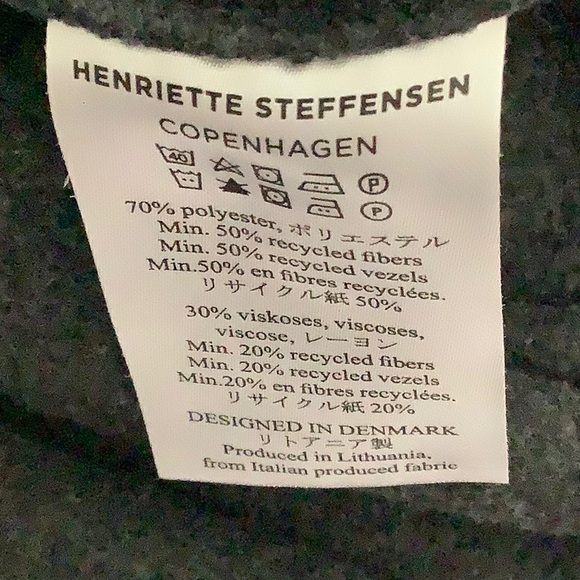 HENRIETTE STEFFENSEN
COPENHAGEN
40 P
P
70% polyester, ポリエステル
Min. 50% recycled fibers
Min. 50% recycled vezels
Min.50% en fibres recyclées.
リサイクル紙 50%
30% viskoses, viscoses,
viscose, レーヨン
Min. 20% recycled fibers
Min. 20% recycled vezels
Min.20% en fibres recyclées.
リサイクル紙 20%
DESIGNED IN DENMARK
リトアニア製
Produced in Lithuania,
from Italian produced fabric